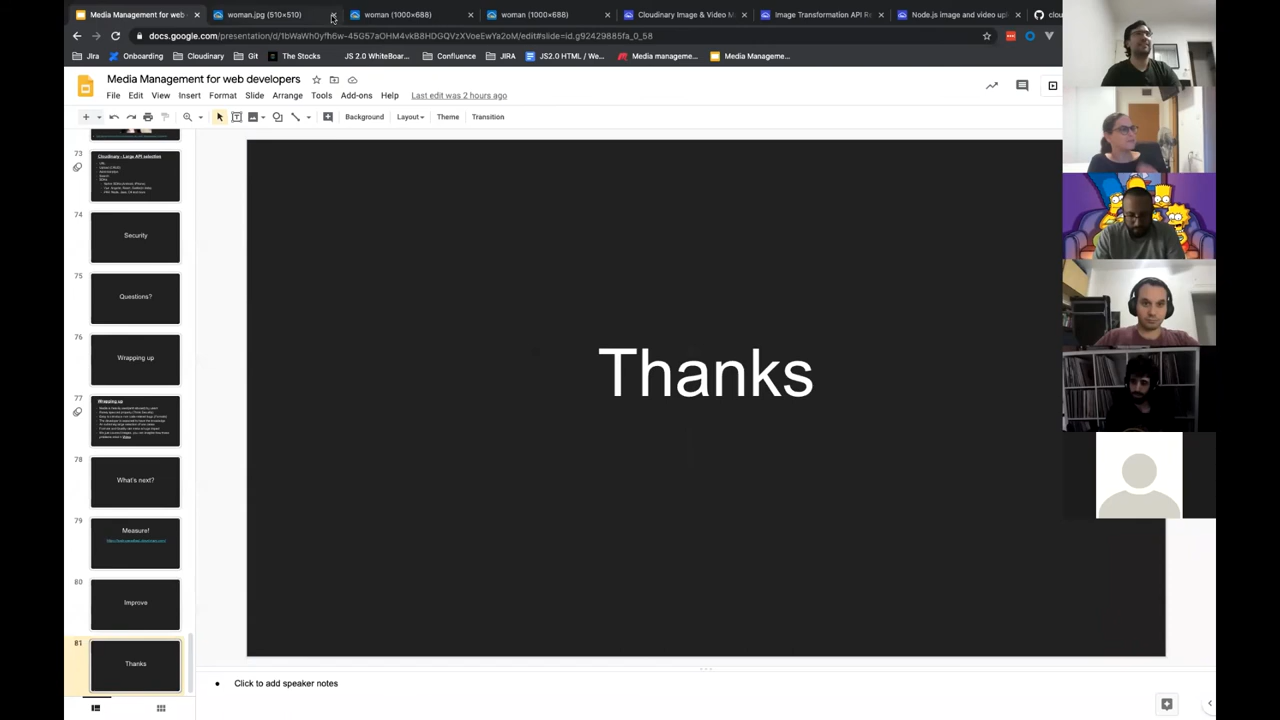 Media Management for web
woman.jpg (510×510)
woman (1000×688)
woman (1000×688)
Cloudinary Image & Video M
Image Transformation API R
Node.js image and video upl
clou
docs.google.com/presentation/d/1bWaWh0yfh6w-45G57aOHM4vkB8HDGQVzXVoeEwYa2oM/edit#slide=id.g92429885fa_0_58
Jira
Onboarding
Cloudinary
Git
The Stocks
JS 2.0 WhiteBoar...
Confluence
JIRA
JS2.0 HTML / We...
Media manageme...
Media Manageme...
Media Management for web developers
File Edit View Insert Format Slide Arrange Tools Add-ons Help Last edit was 2 hours ago
Background Layout Theme Transition
73
Cloudinary - Large API selection
74
Security
75
Questions?
76
Wrapping up
77
Wrapping up
78
What's next?
79
Measure!
80
Improve
81
Thanks
Thanks
Click to add speaker notes